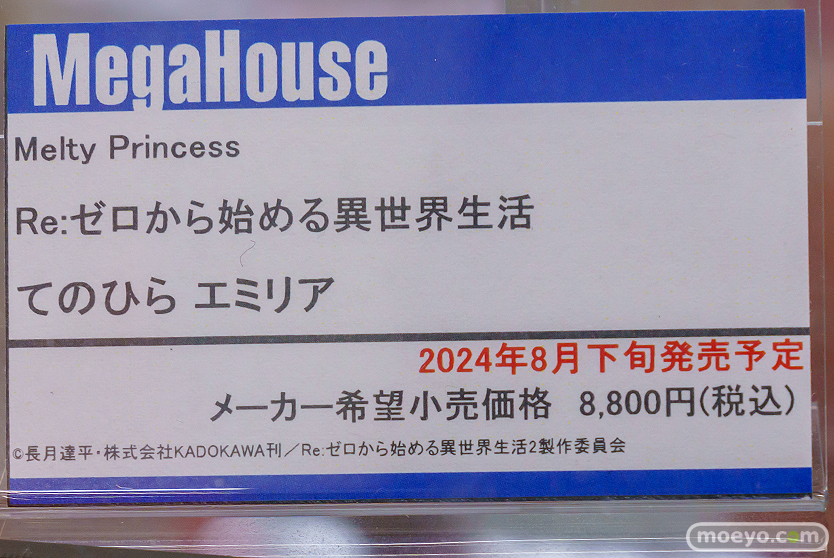 MegaHouse
Melty Princess
Re:ゼロから始める異世界生活
てのひら エミリア
2024年8月下旬発売予定
メーカー希望小売価格 8,800円(税込)
©長月達平・株式会社KADOKAWA刊／Re:ゼロから始める異世界生活2製作委員会
moeyo.com